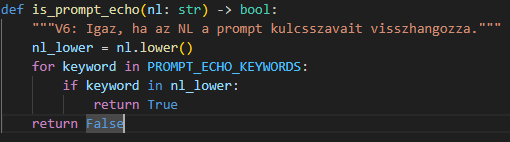 def is_prompt_echo(nl: str) -> bool:
    """V6: Igaz, ha az NL a prompt kulcsszavait visszhangozza."""
    nl_lower = nl.lower()
    for keyword in PROMPT_ECHO_KEYWORDS:
        if keyword in nl_lower:
            return True
    return False